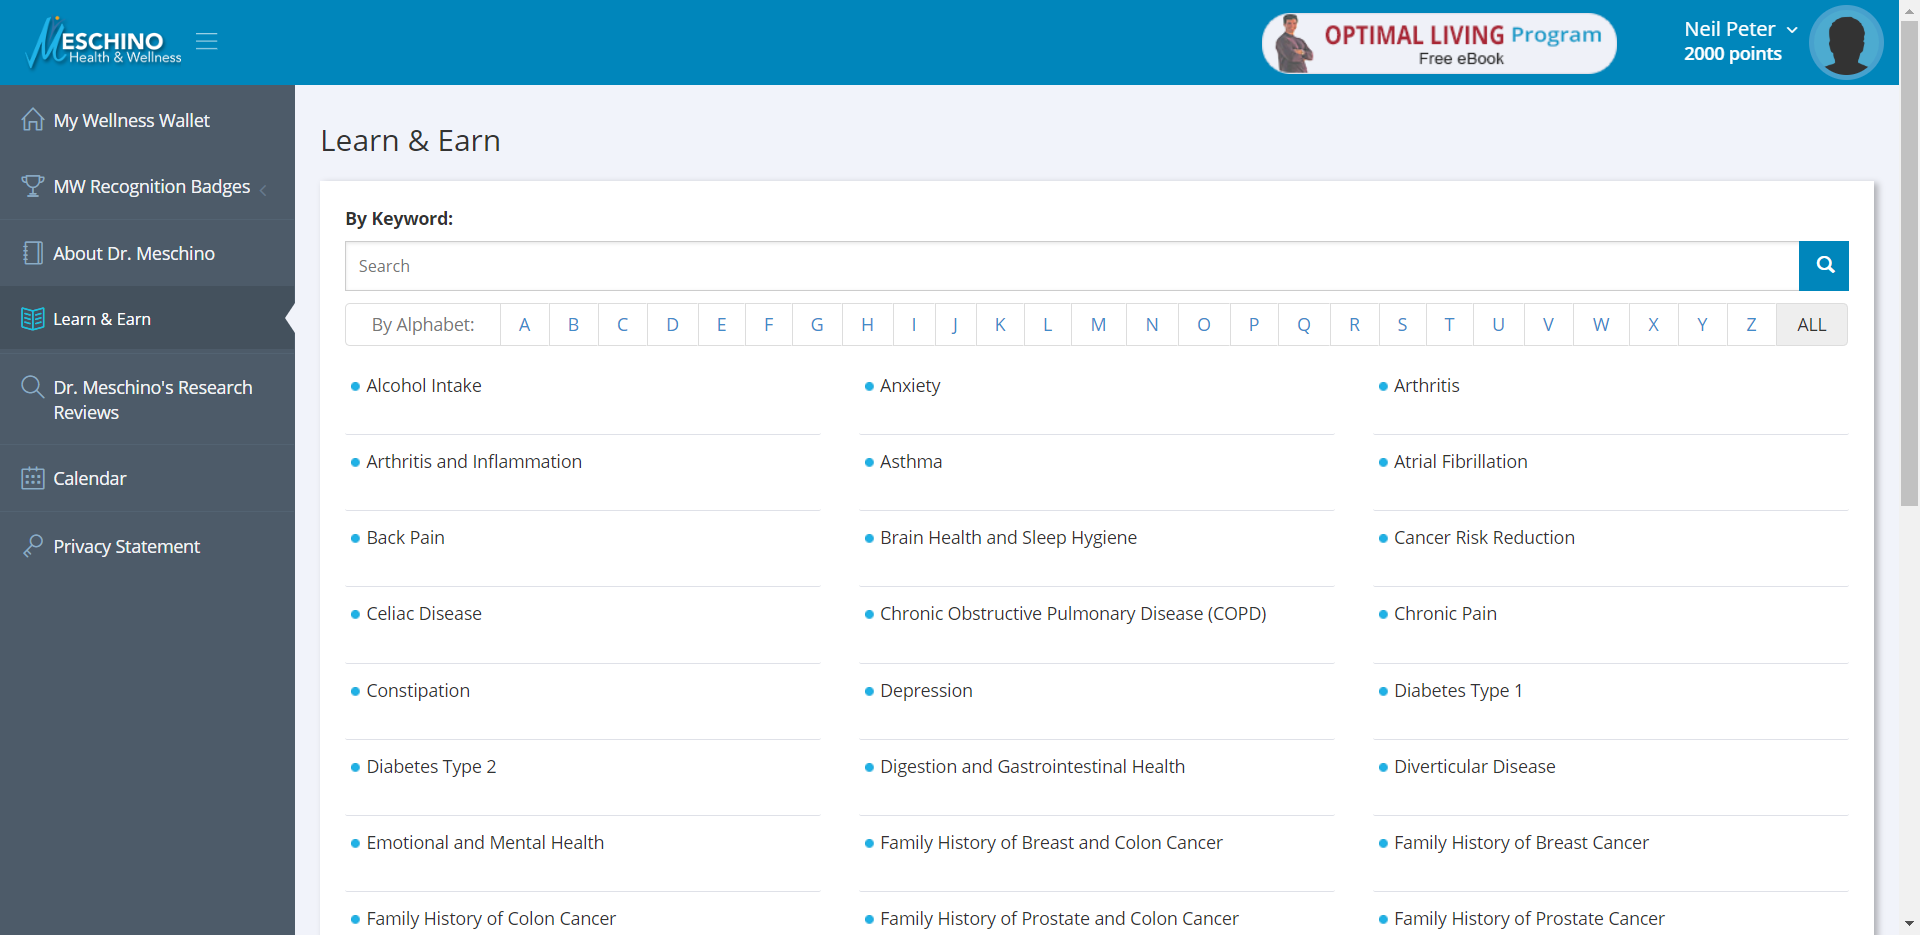 MESCHINO
Health & Wellness
OPTIMAL LIVING Program
Free eBook
Neil Peter
2000 points
My Wellness Wallet
MW Recognition Badges
About Dr. Meschino
Learn & Earn
Dr. Meschino's Research
Reviews
Calendar
Privacy Statement
Learn & Earn
By Keyword:
Search
By Alphabet: A B C D E F G H I J K L M N O P Q R S T U V W X Y Z ALL
Alcohol Intake
Anxiety
Arthritis
Arthritis and Inflammation
Asthma
Atrial Fibrillation
Back Pain
Brain Health and Sleep Hygiene
Cancer Risk Reduction
Celiac Disease
Chronic Obstructive Pulmonary Disease (COPD)
Chronic Pain
Constipation
Depression
Diabetes Type 1
Diabetes Type 2
Digestion and Gastrointestinal Health
Diverticular Disease
Emotional and Mental Health
Family History of Breast and Colon Cancer
Family History of Breast Cancer
Family History of Colon Cancer
Family History of Prostate and Colon Cancer
Family History of Prostate Cancer